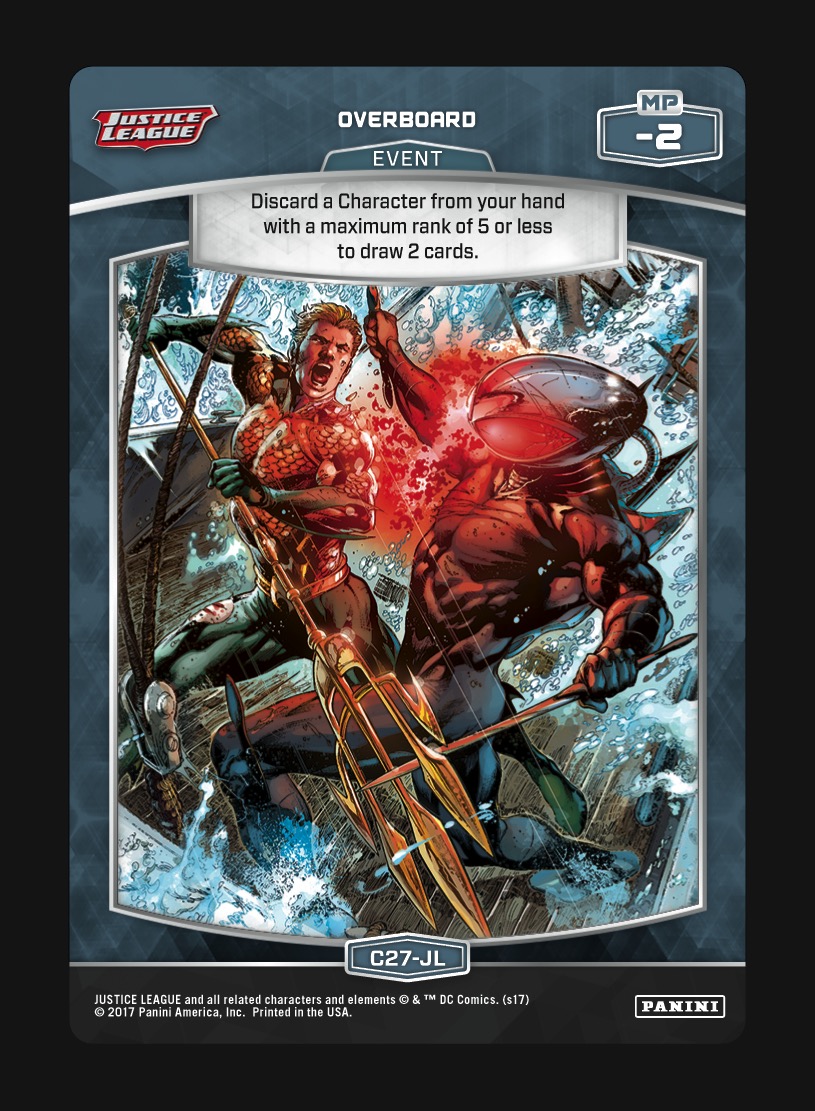 JUSTICE
LEAGUE
OVERBOARD
MP
-2
EVENT
Discard a Character from your hand
with a maximum rank of 5 or less
to draw 2 cards.
C27-JL
JUSTICE LEAGUE and all related characters and elements © & ™ DC Comics. (s17)
© 2017 Panini America, Inc. Printed in the USA.
PANINI